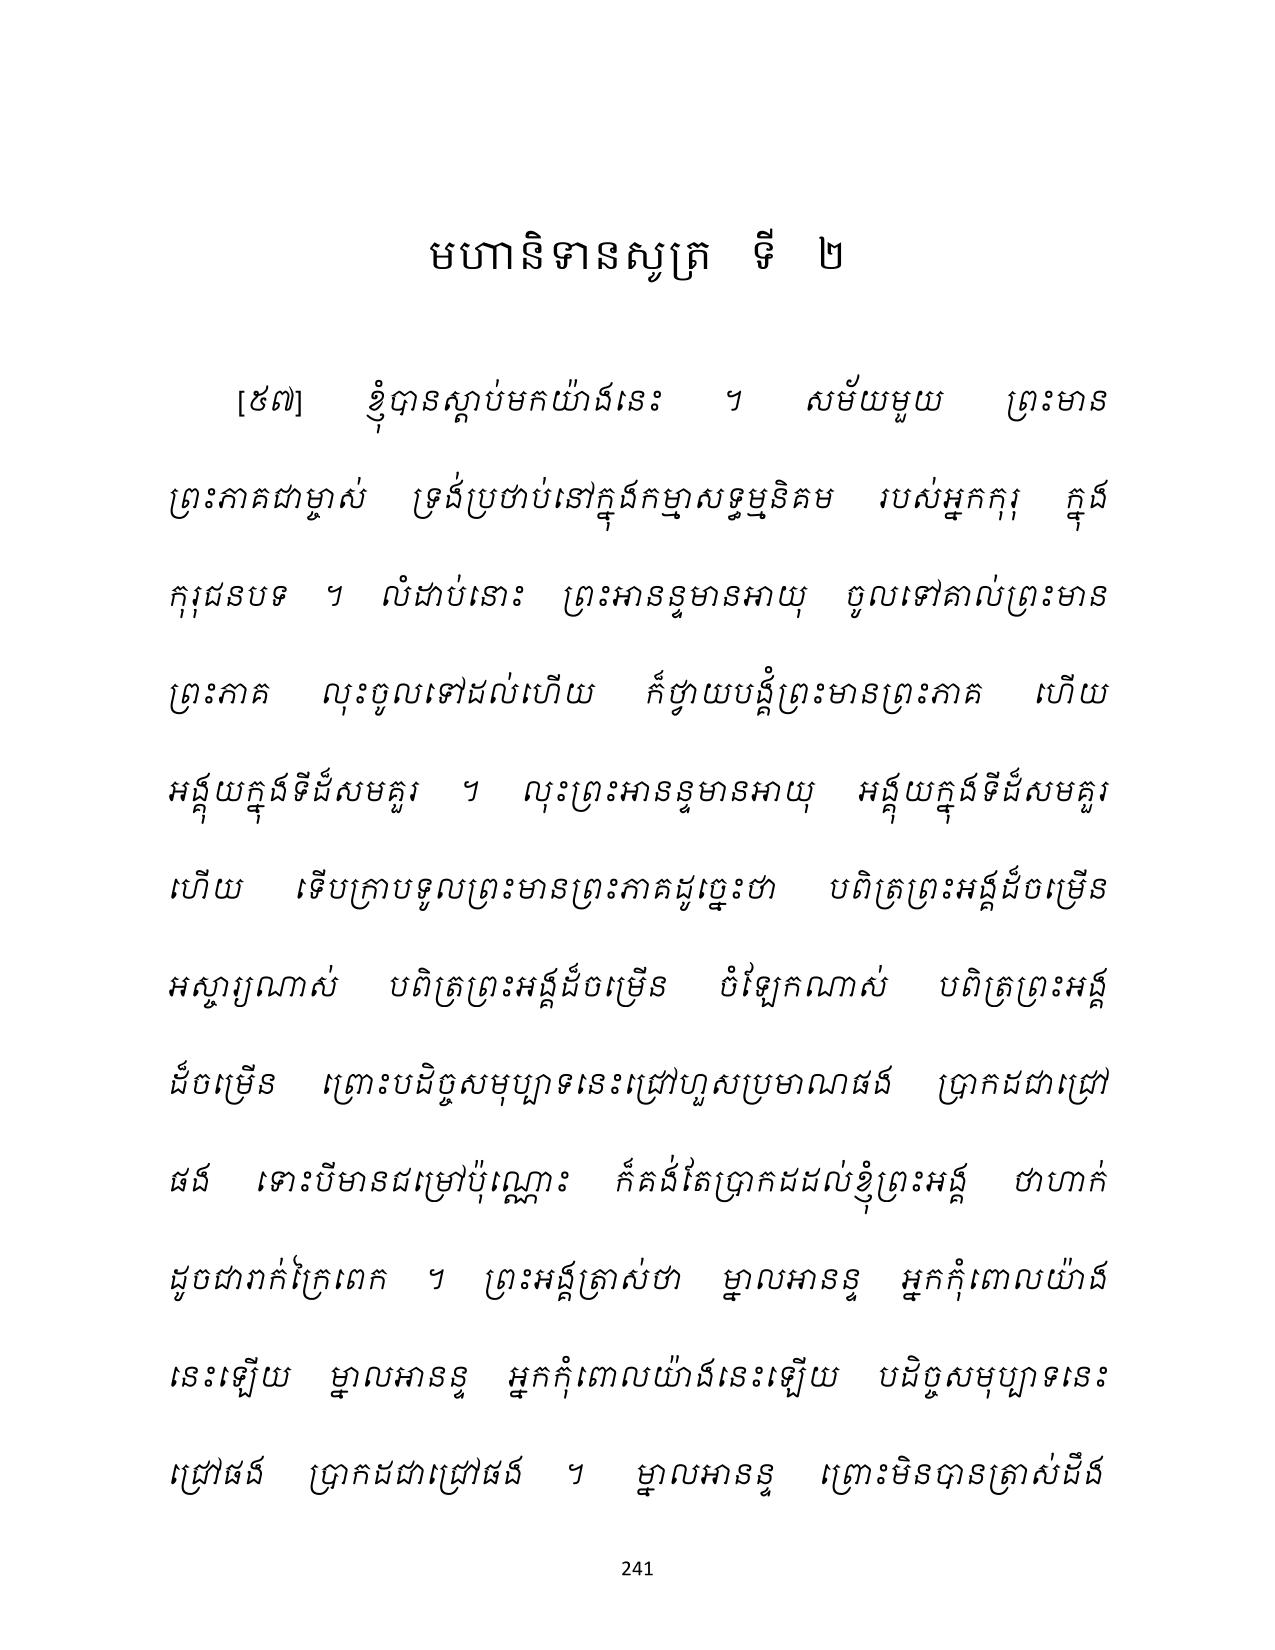 មហានិទានសូត្រ ទី ២
[៥៧] ខ្ញុំបានស្តាប់មកយ៉ាងនេះ ។ សម័យមួយ ព្រះមាន
ព្រះភាគជាម្ចាស់ ទ្រង់ប្រថាប់នៅក្នុងកម្មាសទ្ធម្មនិគម របស់អ្នកកុរុ ក្នុង
កុរុជនបទ ។ លំដាប់នោះ ព្រះអានន្ទមានអាយុ ចូលទៅគាល់ព្រះមាន
ព្រះភាគ លុះចូលទៅដល់ហើយ ក៏ថ្វាយបង្គំព្រះមានព្រះភាគ ហើយ
អង្គុយក្នុងទីដ៏សមគួរ ។ លុះព្រះអានន្ទមានអាយុ អង្គុយក្នុងទីដ៏សមគួរ
ហើយ ទើបក្រាបទូលព្រះមានព្រះភាគដូច្នេះថា បពិត្រព្រះអង្គដ៏ចម្រើន
អស្ចារ្យណាស់ បពិត្រព្រះអង្គដ៏ចម្រើន ចំឡែកណាស់ បពិត្រព្រះអង្គ
ដ៏ចម្រើន ព្រោះបដិច្ចសមុប្បាទនេះជ្រៅហួសប្រមាណផង ប្រាកដជាជ្រៅ
ផង ទោះបីមានជម្រៅប៉ុណ្ណោះ ក៏គង់តែប្រាកដដល់ខ្ញុំព្រះអង្គ ថាហាក់
ដូចជារាក់ក្រៃពេក ។ ព្រះអង្គត្រាស់ថា ម្នាលអានន្ទ អ្នកកុំពោលយ៉ាង
នេះឡើយ ម្នាលអានន្ទ អ្នកកុំពោលយ៉ាងនេះឡើយ បដិច្ចសមុប្បាទនេះ
ជ្រៅផង ប្រាកដជាជ្រៅផង ។ ម្នាលអានន្ទ ព្រោះមិនបានត្រាស់ដឹង
241